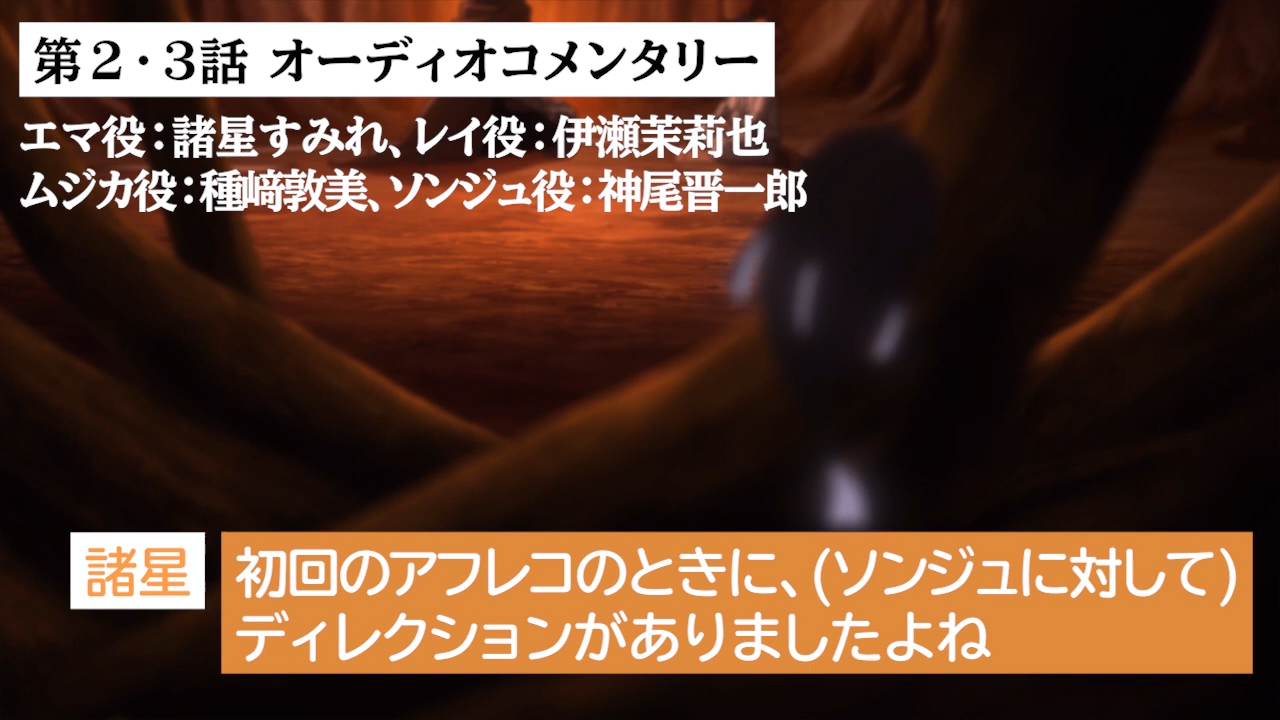 第2・3話 オーディオコメンタリー
エマ役：諸星すみれ、レイ役：伊瀬茉莉也
ムジカ役：種﨑敦美、ソンジュ役：神尾晋一郎
諸星
初回のアフレコのときに、(ソンジュに対して)
ディレクションがありましたよね